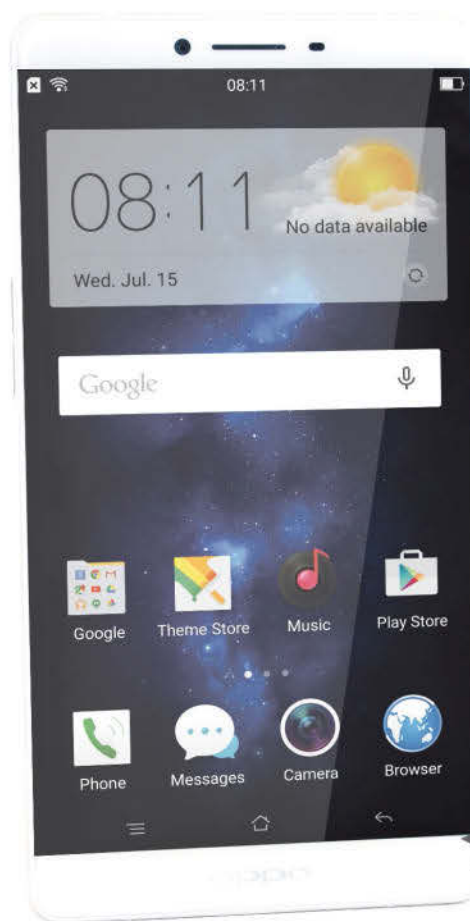 08:11
08:11
No data available
Wed. Jul. 15
Google
Google
Theme Store
Music
Play Store
Phone
Messages
Camera
Browser
oppo